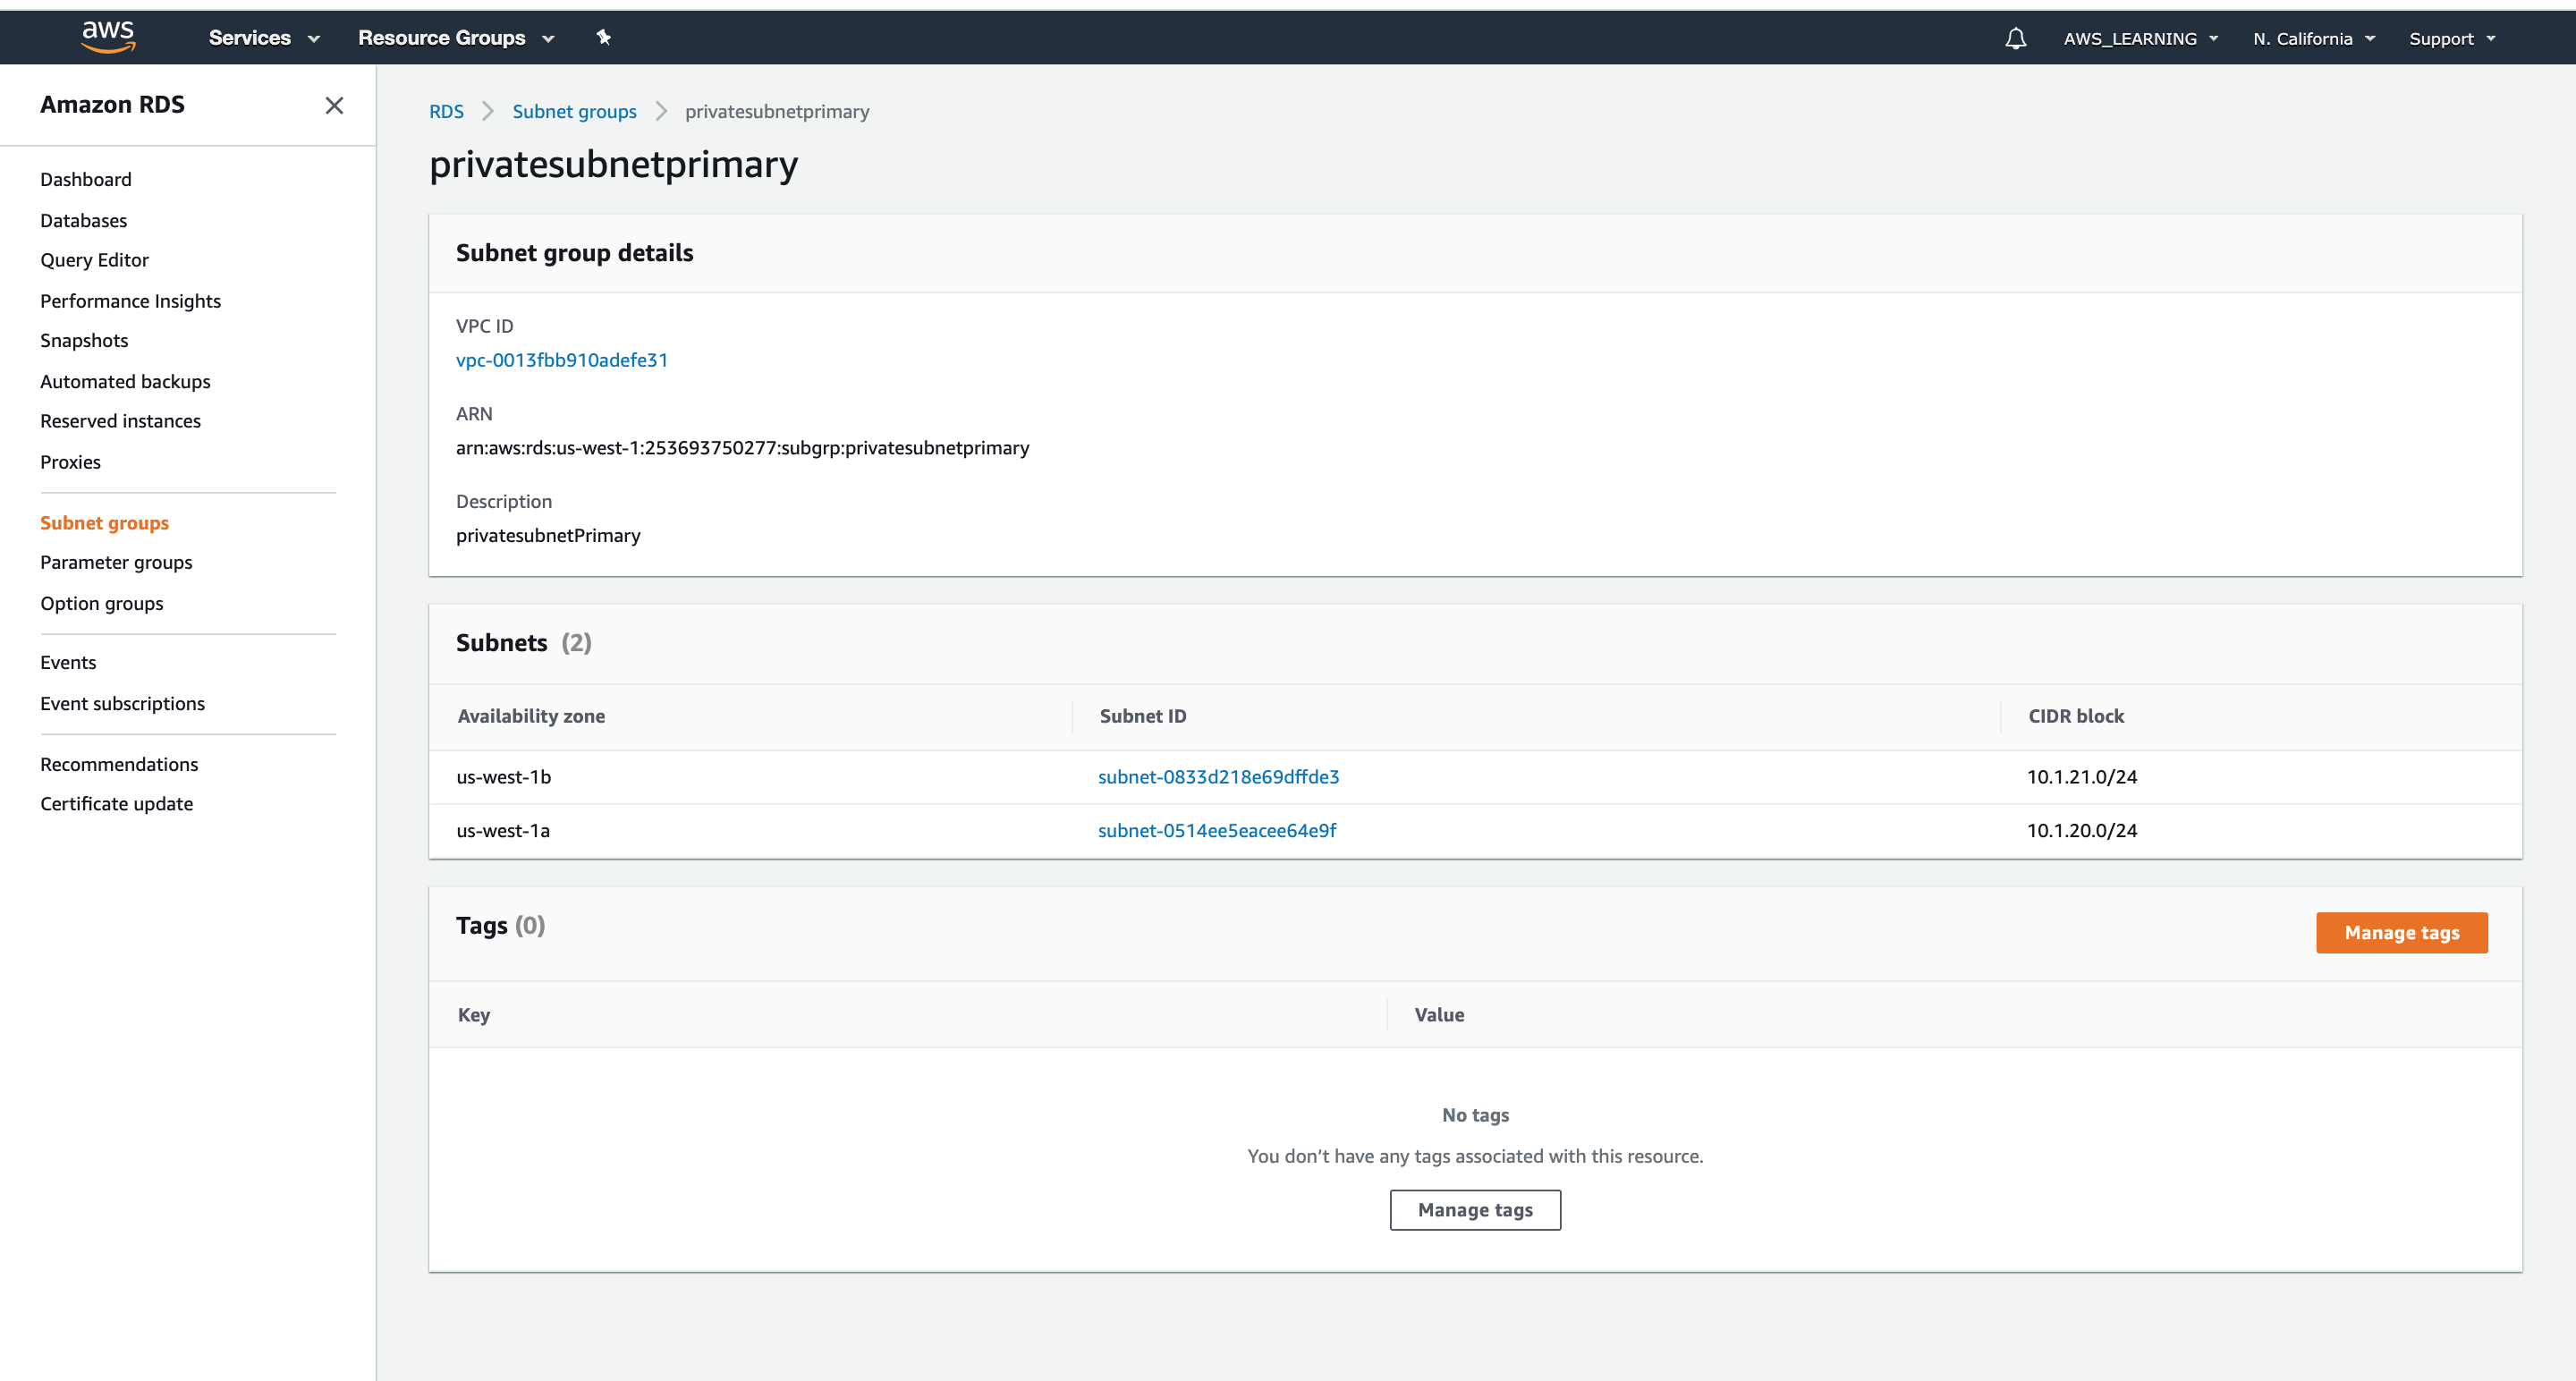 aws Services Resource Groups AWS_LEARNING N. California Support
Amazon RDS
Dashboard
Databases
Query Editor
Performance Insights
Snapshots
Automated backups
Reserved instances
Proxies
Subnet groups
Parameter groups
Option groups
Events
Event subscriptions
Recommendations
Certificate update
RDS Subnet groups privatesubnetprimary
privatesubnetprimary
Subnet group details
VPC ID
vpc-0013fbb910adefe31
ARN
arn:aws:rds:us-west-1:253693750277:subgrp:privatesubnetprimary
Description
privatesubnetPrimary
Subnets (2)
Availability zone Subnet ID CIDR block
us-west-1b subnet-0833d218e69dffde3 10.1.21.0/24
us-west-1a subnet-0514ee5eacee64e9f 10.1.20.0/24
Tags (0) Manage tags
Key Value
No tags
You don’t have any tags associated with this resource.
Manage tags